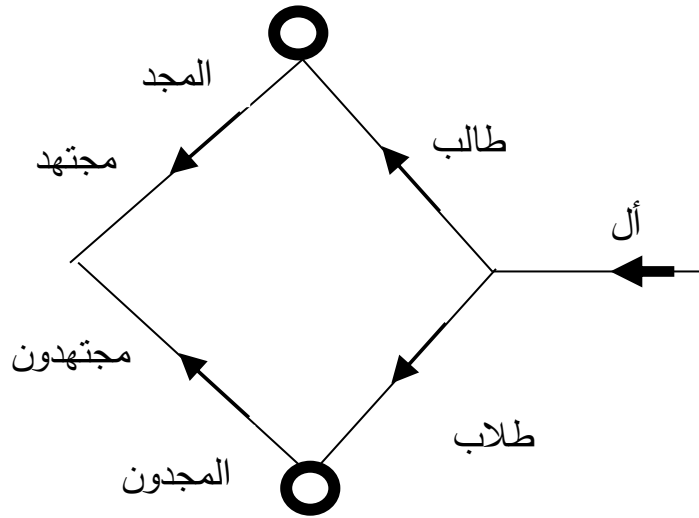 المجد
طالب
مجتهد
أل
مجتهدون
طلاب
المجدون